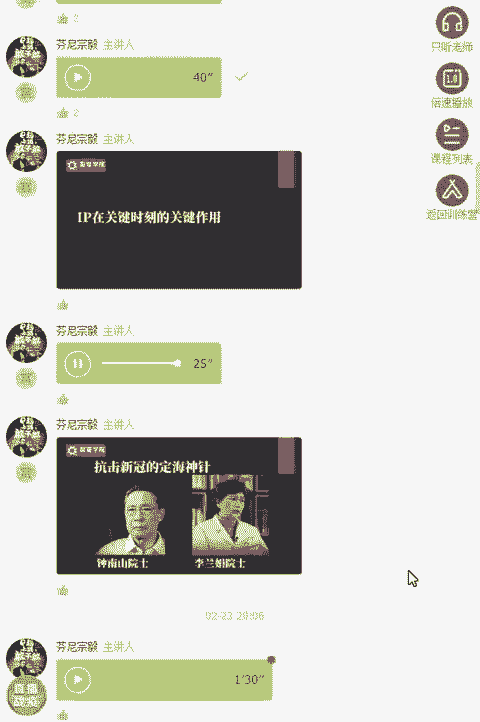 2
芬尼宗毅 主讲人
40"
2
芬尼宗毅 主讲人
IP在关键时刻的关键作用
芬尼宗毅 主讲人
25"
芬尼宗毅 主讲人
抗击新冠的定海神针
钟南山院士
李兰娟院士
02-23 20:06
芬尼宗毅 主讲人
1'30"
只听老师
1.0
倍速播放
课程列表
返回训练营